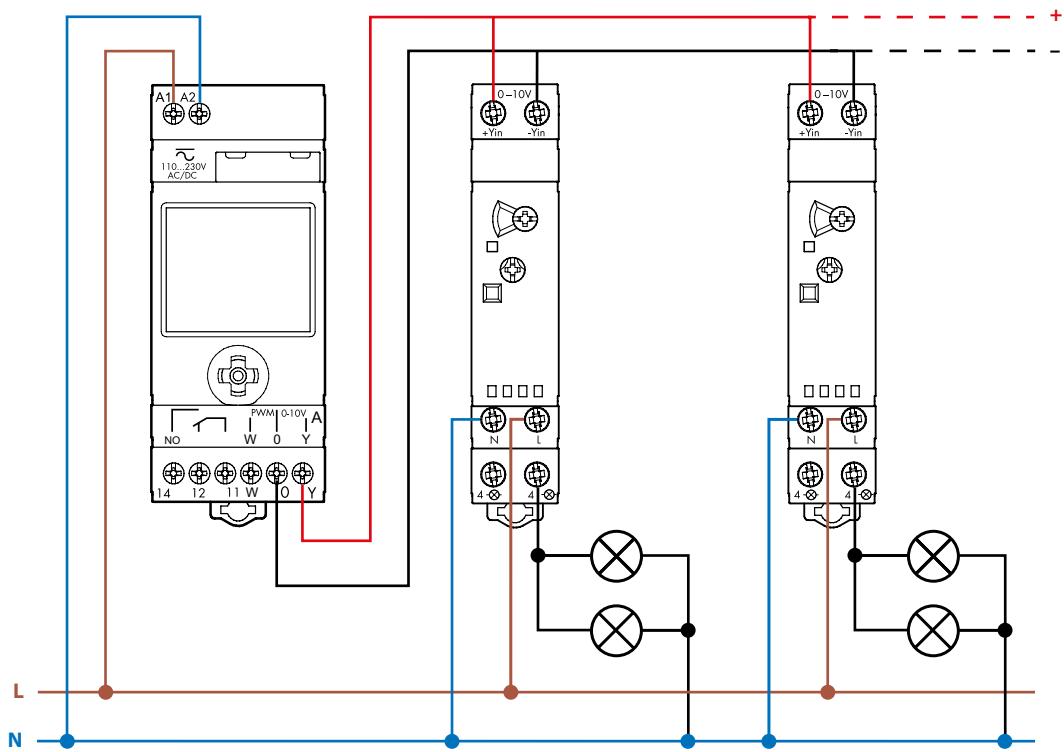 +
-
A1 A2
110...230V
AC/DC
0-10V
+Yin -Yin
0-10V
+Yin -Yin
PWM 0-10V A
NO W 0 Y
14 12 11 W 0 Y
N L
4 4
N L
4 4
L
N